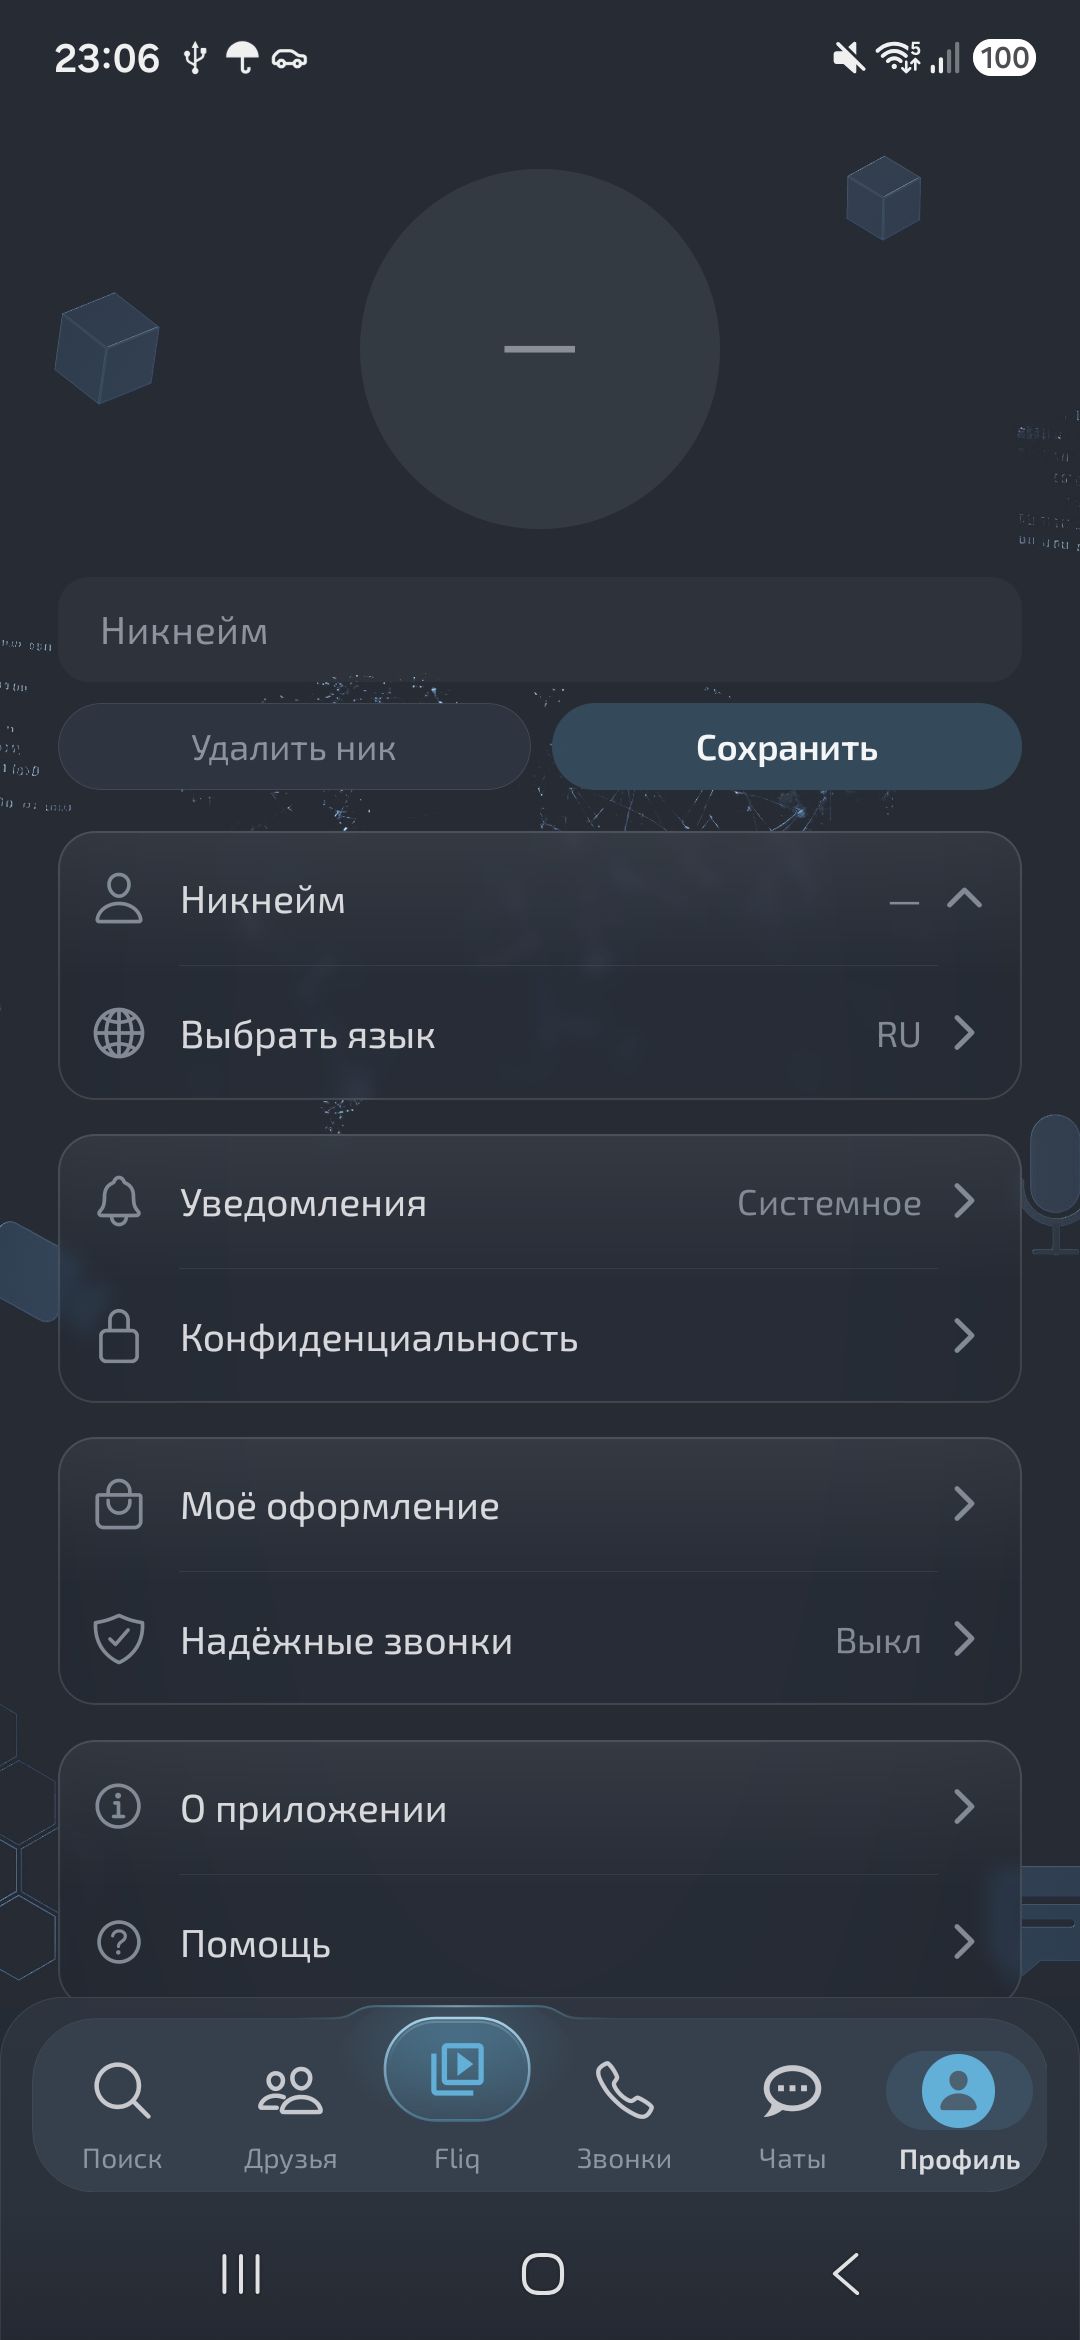 23:06
5
100
—
Никнейм
Удалить ник
Сохранить
Никнейм
—
Выбрать язык
RU
Уведомления
Системное
Конфиденциальность
Моё оформление
Надёжные звонки
Выкл
О приложении
Помощь
Поиск
Друзья
Fliq
Звонки
Чаты
Профиль